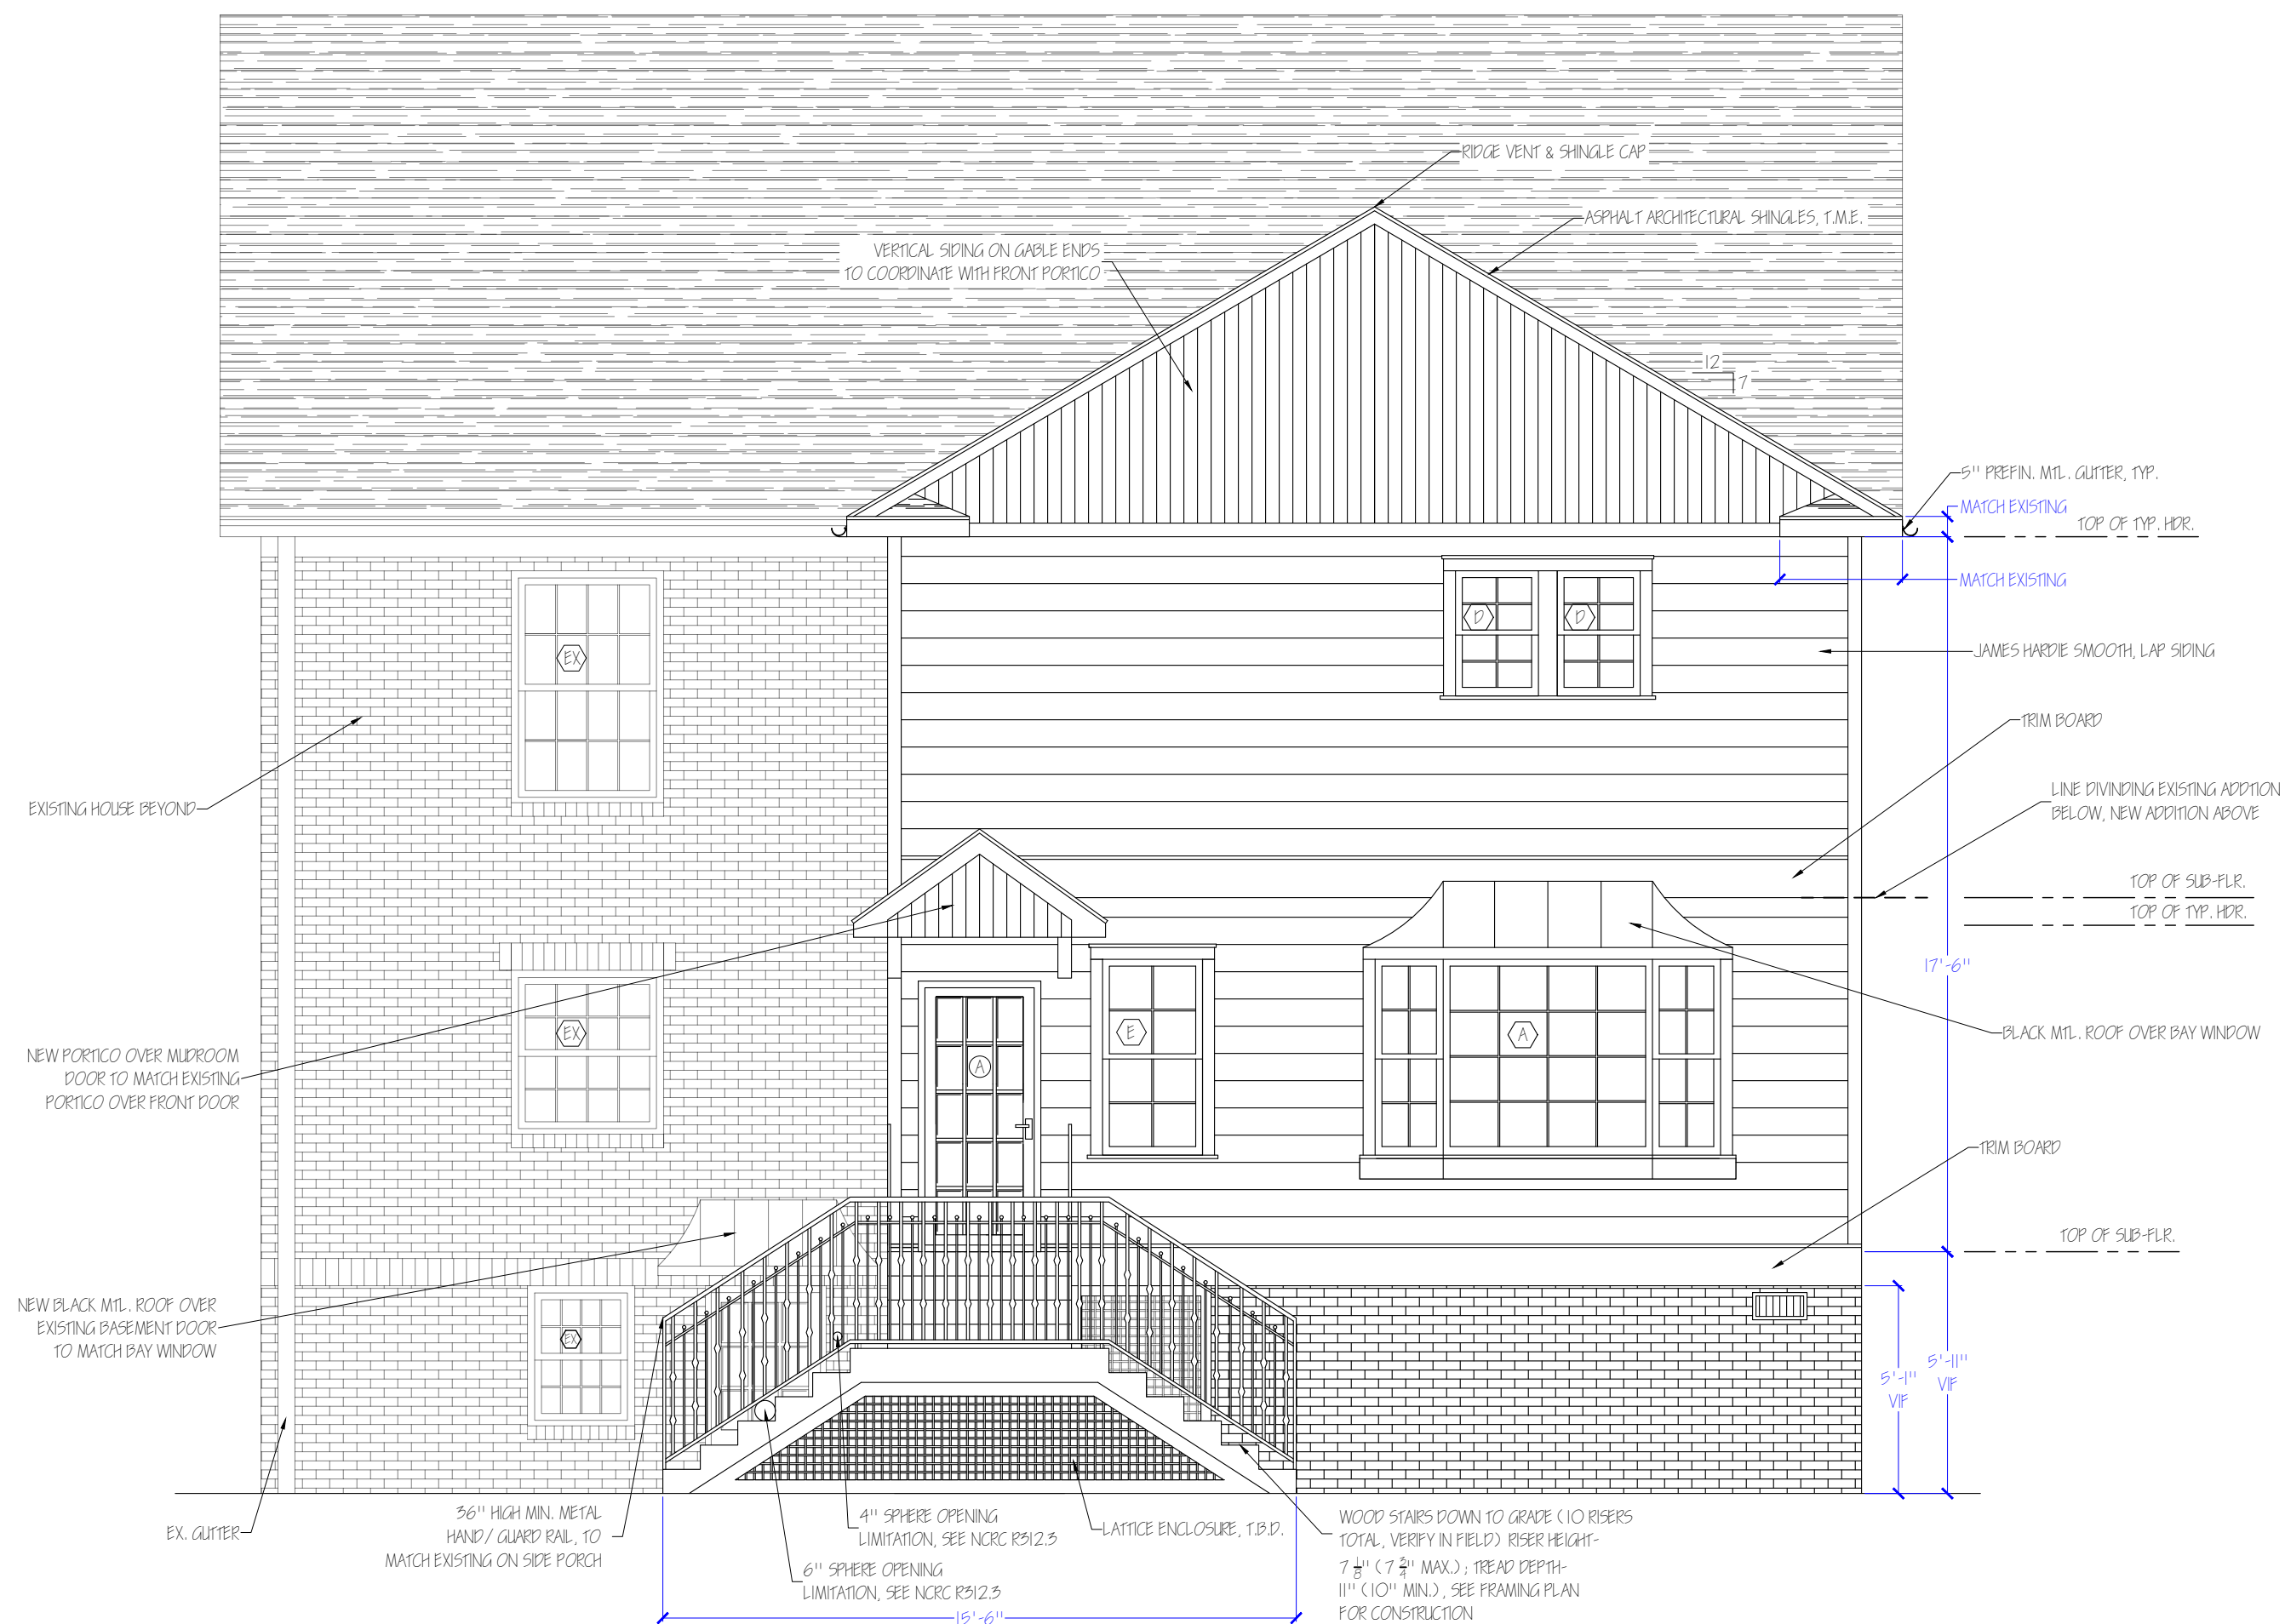 RIDGE VENT & SHINGLE CAP
ASPHALT ARCHITECTURAL SHINGLES, T.M.E.
VERTICAL SIDING ON GABLE ENDS
TO COORDINATE WITH FRONT PORTICO
12
7
5" PREFIN. MTL. GUTTER, TYP.
MATCH EXISTING
TOP OF TYP. HDR.
MATCH EXISTING
D
D
EX
JAMES HARDIE SMOOTH, LAP SIDING
TRIM BOARD
LINE DIVINDING EXISTING ADDTION
BELOW, NEW ADDITION ABOVE
EXISTING HOUSE BEYOND
TOP OF SUB-FLR.
TOP OF TYP. HDR.
17'-6"
EX
E
A
A
BLACK MTL. ROOF OVER BAY WINDOW
NEW PORTICO OVER MUDROOM
DOOR TO MATCH EXISTING
PORTICO OVER FRONT DOOR
TRIM BOARD
TOP OF SUB-FLR.
NEW BLACK MTL. ROOF OVER
EXISTING BASEMENT DOOR
TO MATCH BAY WINDOW
EX
5'-1"
VIF
5'-11"
VIF
EX. GUTTER
36" HIGH MIN. METAL
HAND/ GUARD RAIL, TO
MATCH EXISTING ON SIDE PORCH
4" SPHERE OPENING
LIMITATION, SEE NCRC R312.3
6" SPHERE OPENING
LIMITATION, SEE NCRC R312.3
LATTICE ENCLOSURE, T.B.D.
WOOD STAIRS DOWN TO GRADE (10 RISERS
TOTAL, VERIFY IN FIELD) RISER HEIGHT-
7 1/8" (7 3/4" MAX.) ; TREAD DEPTH-
11" (10" MIN.), SEE FRAMING PLAN
FOR CONSTRUCTION
15'-6"